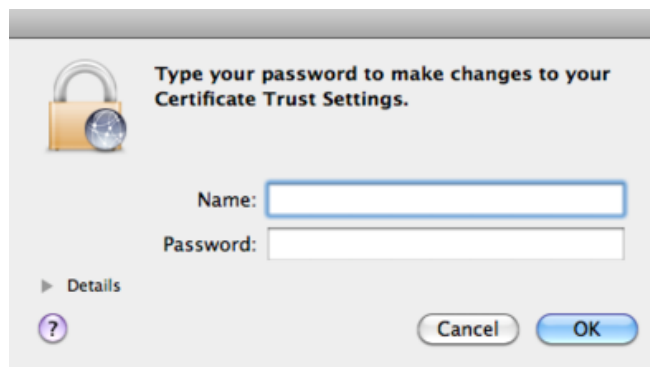 Type your password to make changes to your
Certificate Trust Settings.
Name:
Password:
Details
?
Cancel
OK